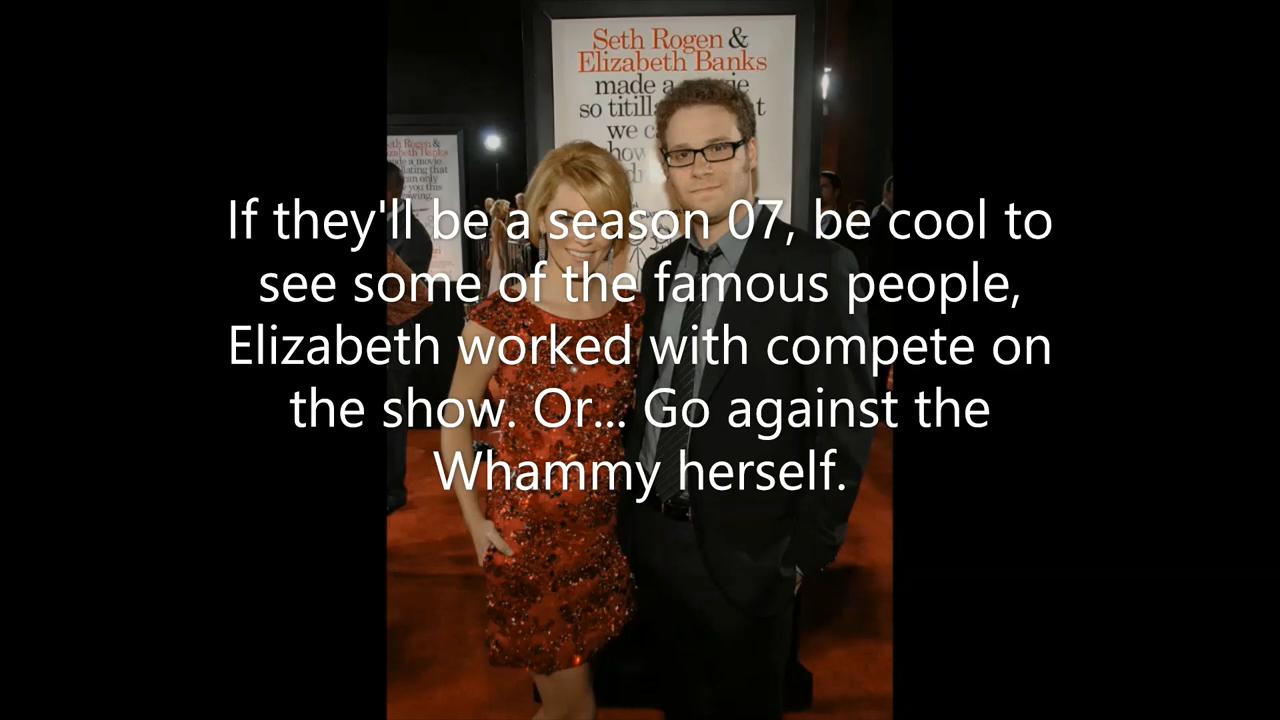 Seth Rogen &
Elizabeth Banks
made a
so titill
we
show
If they'll be a season 07, be cool to
see some of the famous people,
Elizabeth worked with compete on
the show. Or... Go against the
Whammy herself.